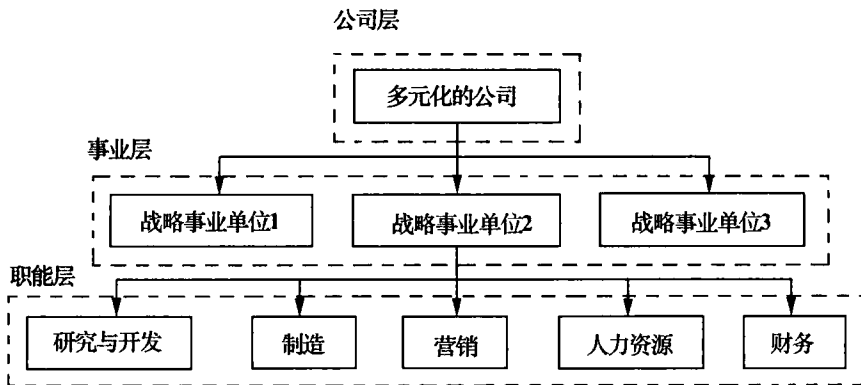 公司层
多元化的公司
事业层
战略事业单位1
战略事业单位2
战略事业单位3
职能层
研究与开发
制造
营销
人力资源
财务